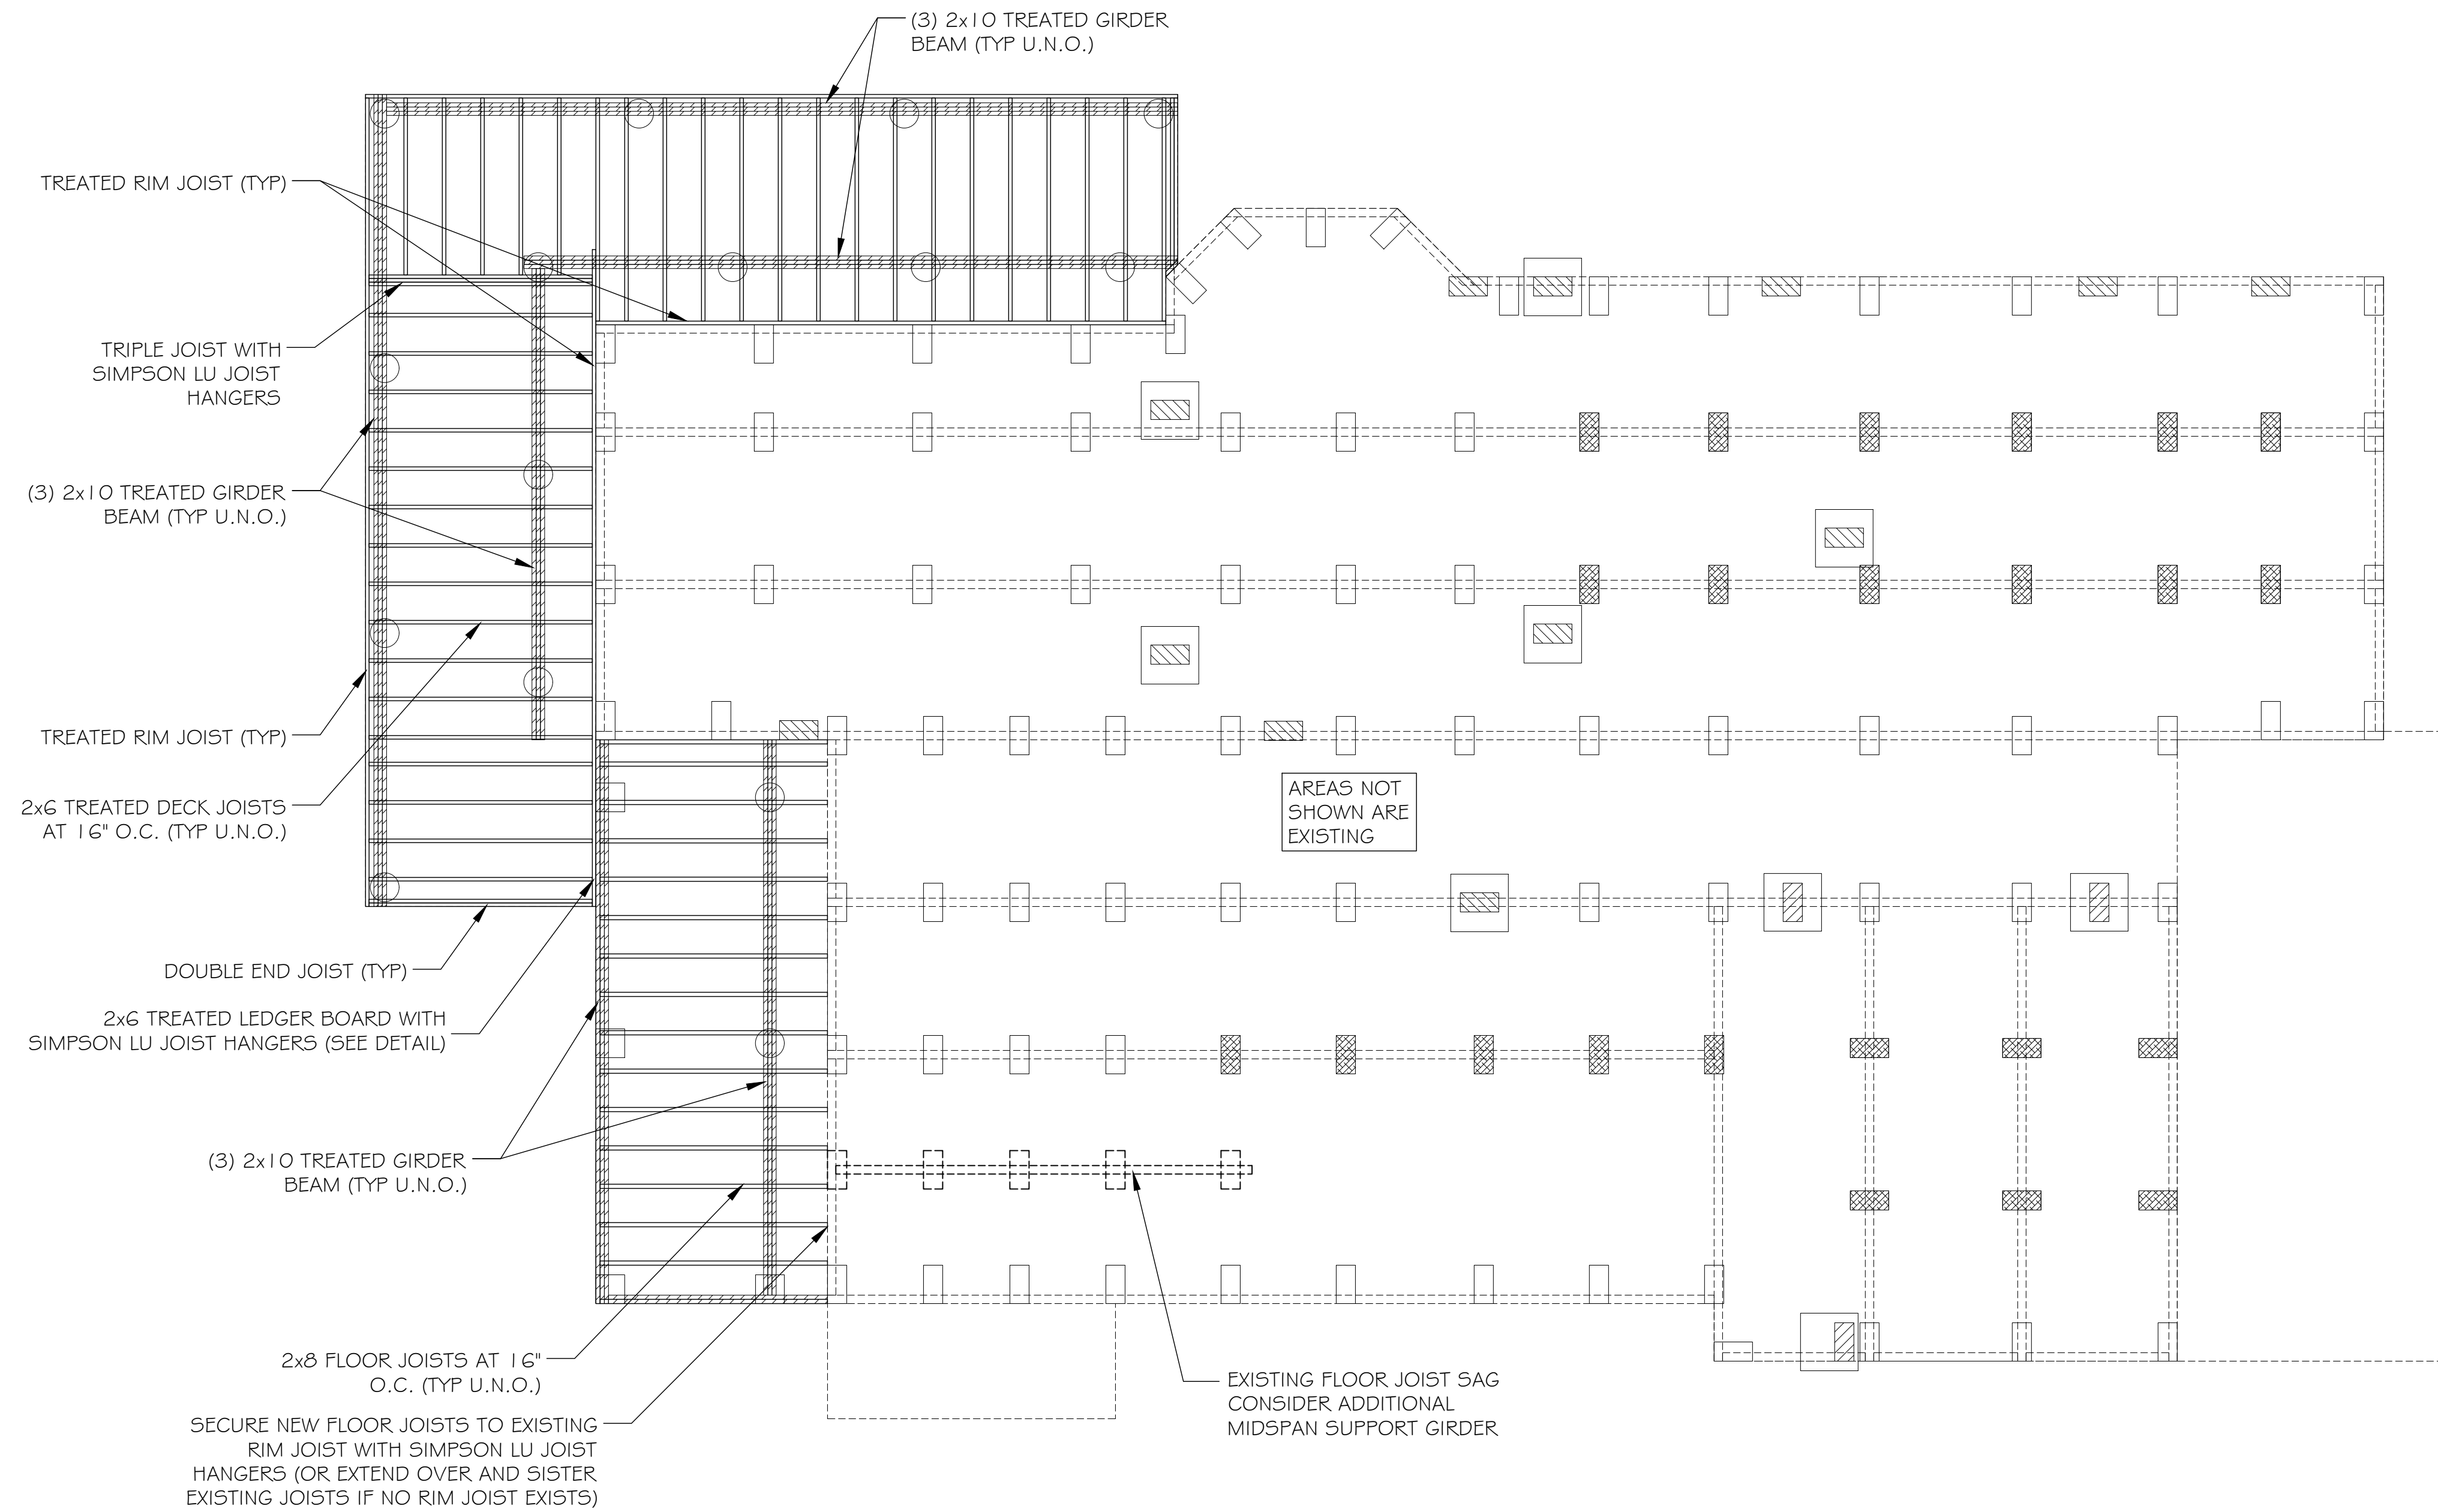 (3) 2x10 TREATED GIRDER
BEAM (TYP U.N.O.)
TREATED RIM JOIST (TYP)
TRIPLE JOIST WITH
SIMPSON LU JOIST
HANGERS
(3) 2x10 TREATED GIRDER
BEAM (TYP U.N.O.)
TREATED RIM JOIST (TYP)
2x6 TREATED DECK JOISTS
AT 16" O.C. (TYP U.N.O.)
AREAS NOT
SHOWN ARE
EXISTING
DOUBLE END JOIST (TYP)
2x6 TREATED LEDGER BOARD WITH
SIMPSON LU JOIST HANGERS (SEE DETAIL)
(3) 2x10 TREATED GIRDER
BEAM (TYP U.N.O.)
2x8 FLOOR JOISTS AT 16"
O.C. (TYP U.N.O.)
EXISTING FLOOR JOIST SAG
CONSIDER ADDITIONAL
MIDSPAN SUPPORT GIRDER
SECURE NEW FLOOR JOISTS TO EXISTING
RIM JOIST WITH SIMPSON LU JOIST
HANGERS (OR EXTEND OVER AND SISTER
EXISTING JOISTS IF NO RIM JOIST EXISTS)